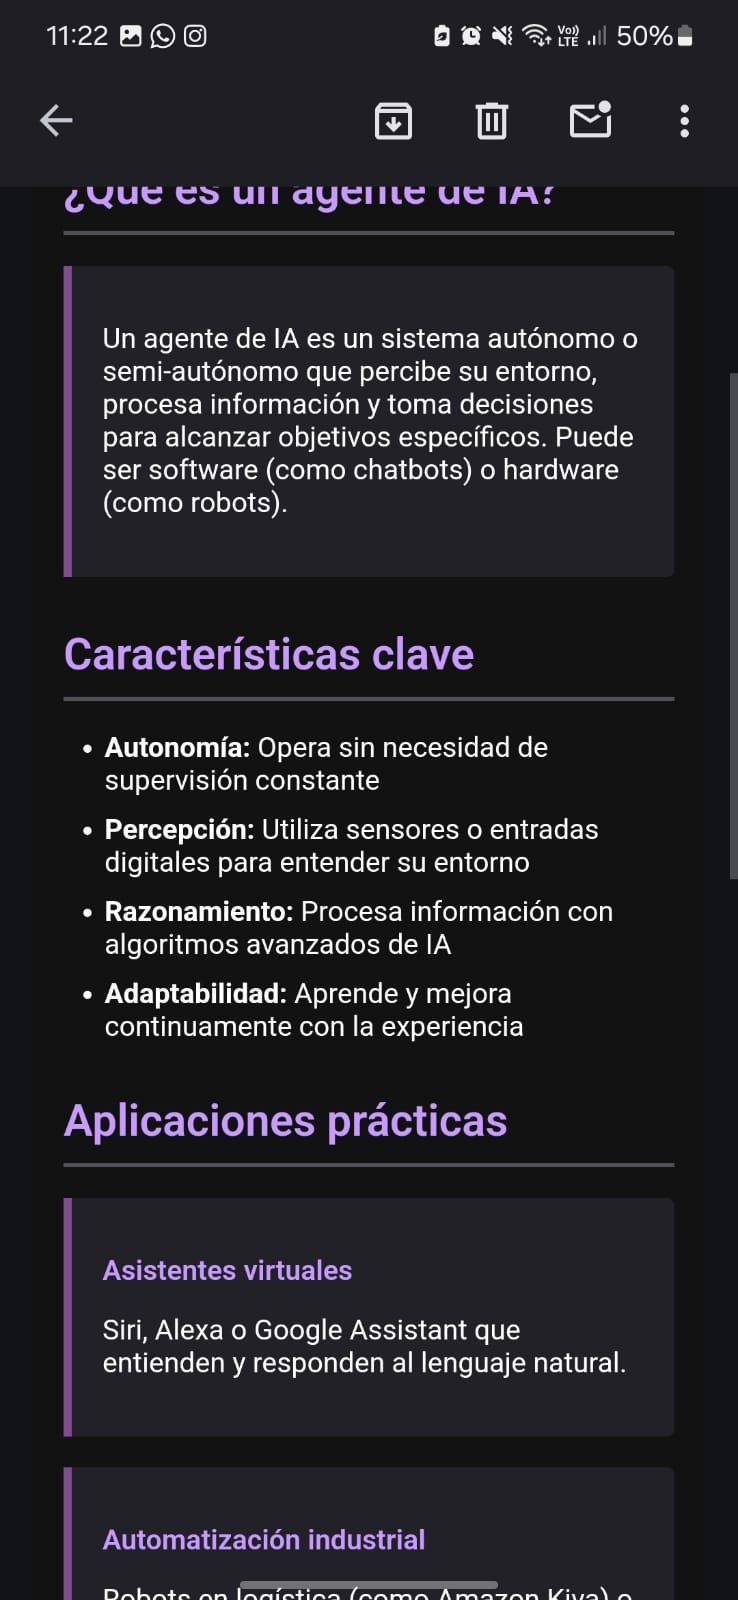 11:22
Vo))
LTE
50%
¿Qué es un agente de IA?
Un agente de IA es un sistema autónomo o
semi-autónomo que percibe su entorno,
procesa información y toma decisiones
para alcanzar objetivos específicos. Puede
ser software (como chatbots) o hardware
(como robots).
Características clave
• Autonomía: Opera sin necesidad de
supervisión constante
• Percepción: Utiliza sensores o entradas
digitales para entender su entorno
• Razonamiento: Procesa información con
algoritmos avanzados de IA
• Adaptabilidad: Aprende y mejora
continuamente con la experiencia
Aplicaciones prácticas
Asistentes virtuales
Siri, Alexa o Google Assistant que
entienden y responden al lenguaje natural.
Automatización industrial
Robots en logística (como Amazon Kiva) o